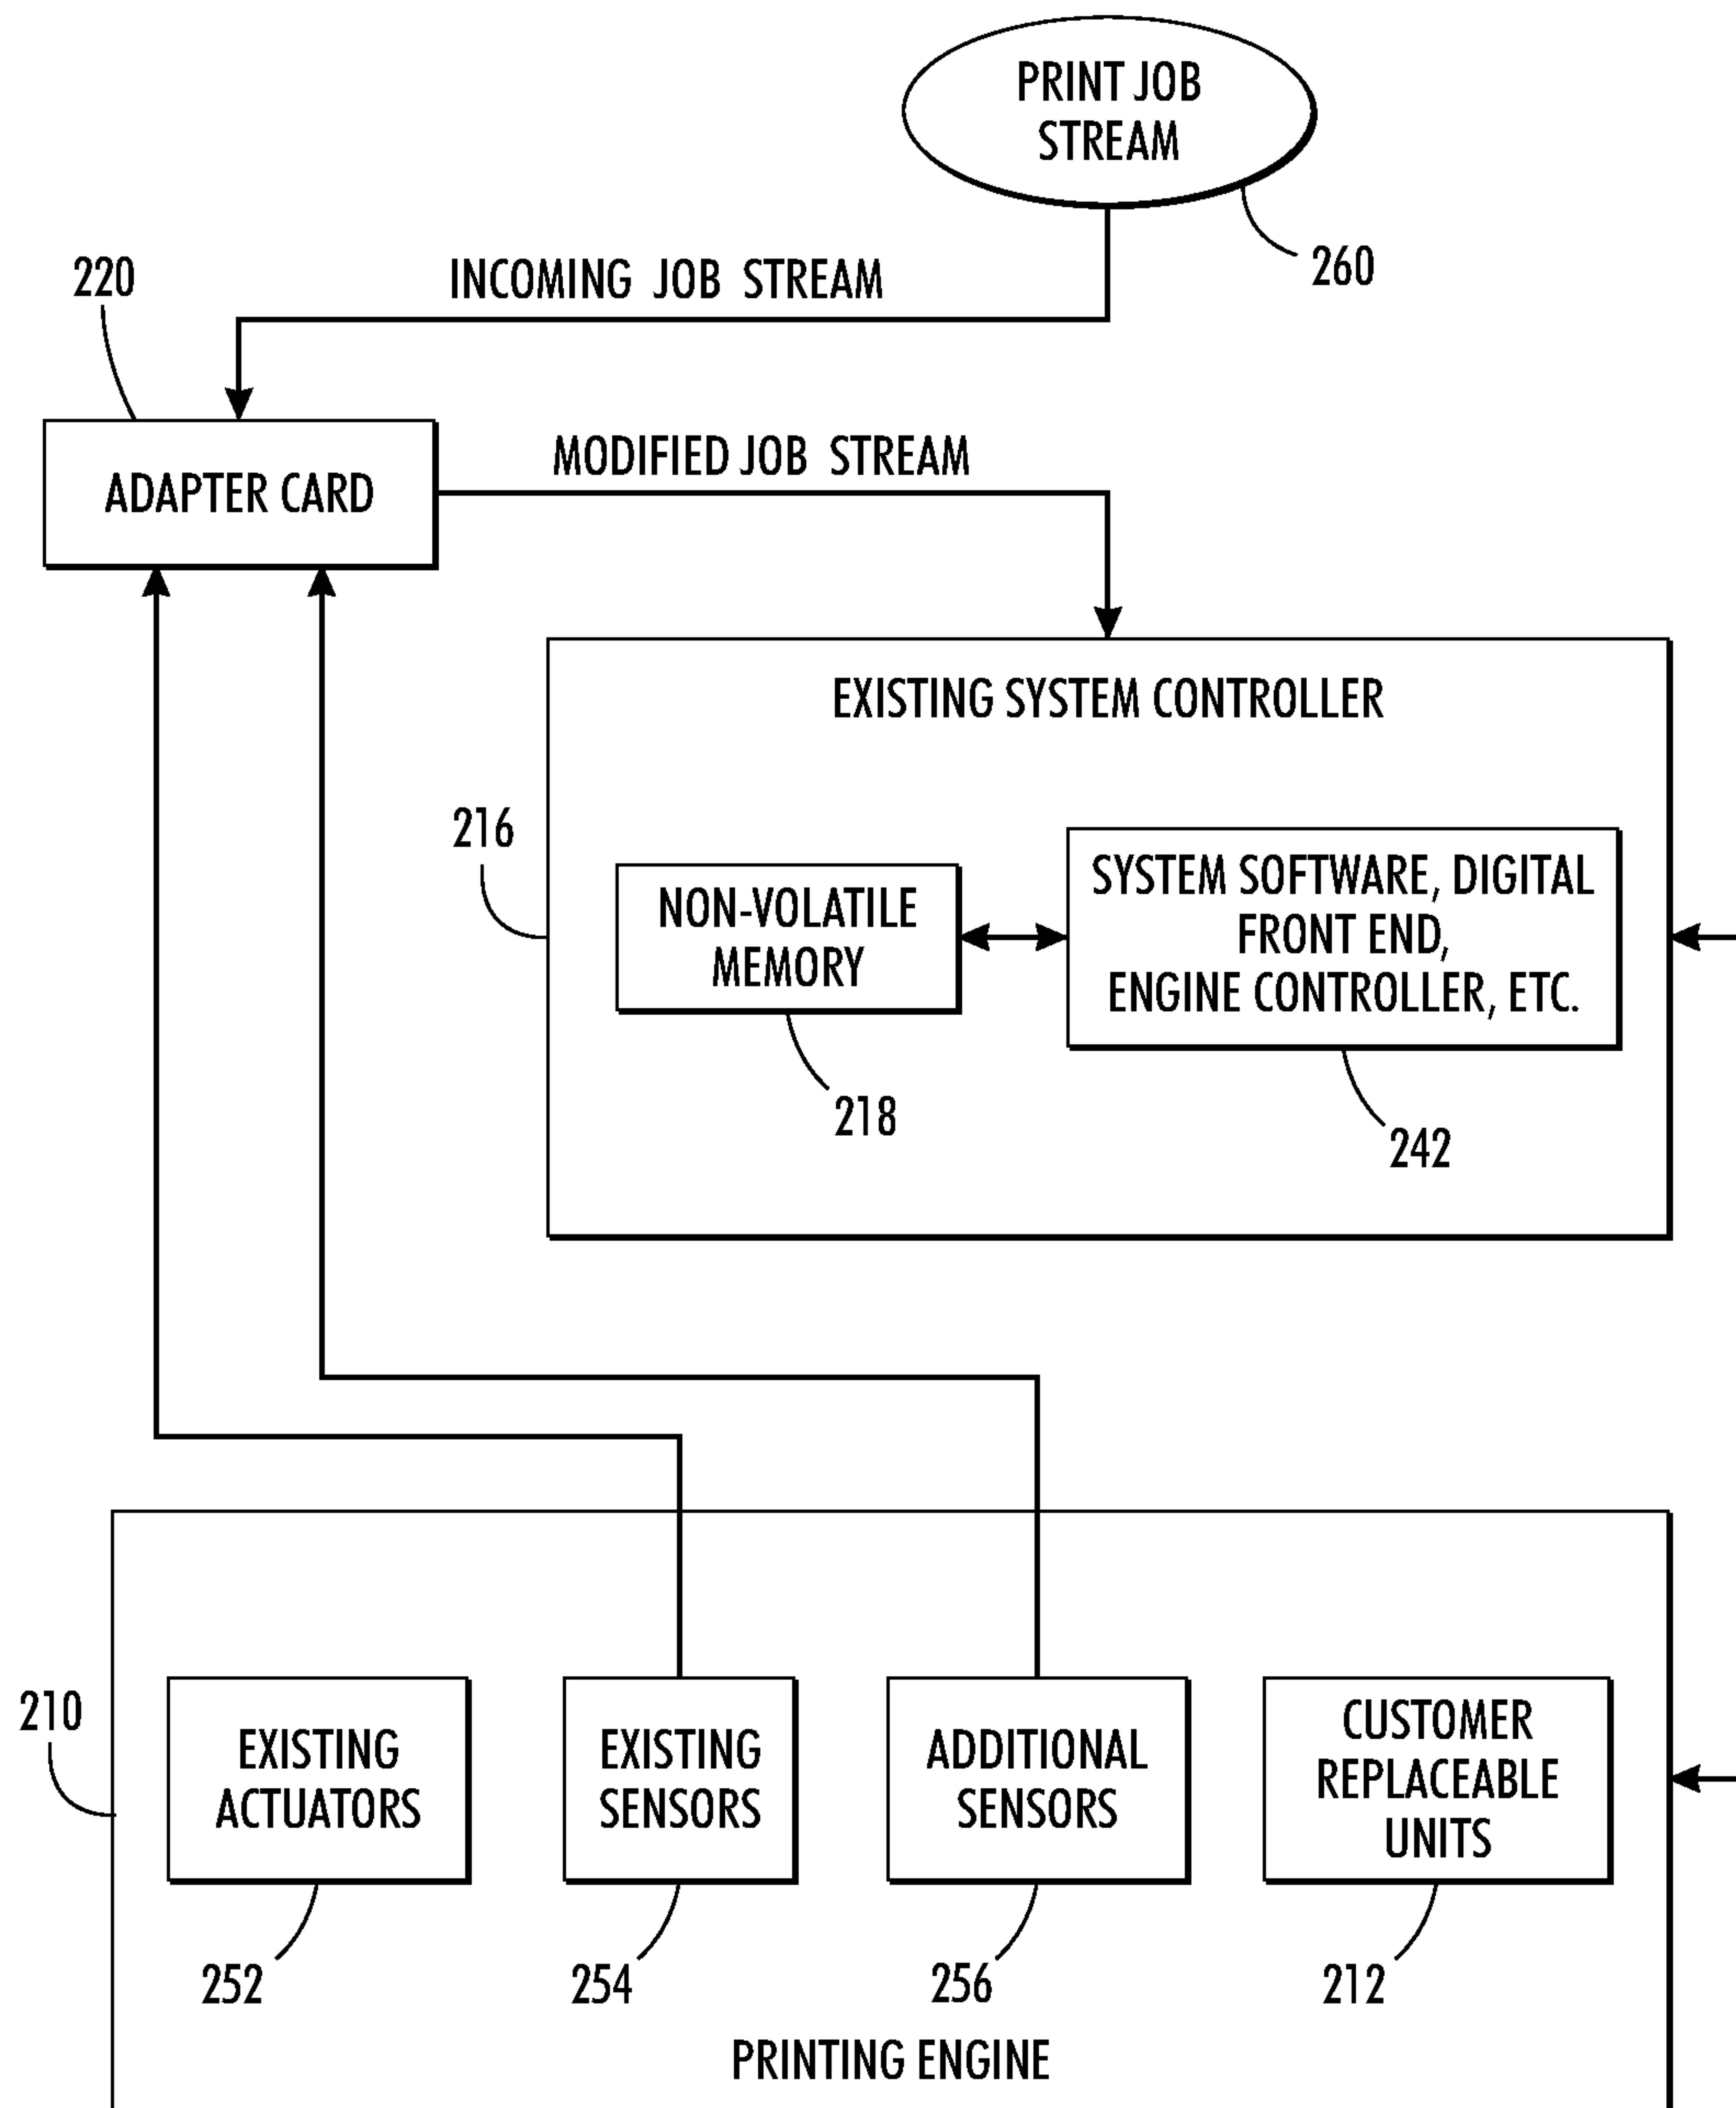 PRINT JOB
STREAM
260
INCOMING JOB STREAM
220
ADAPTER CARD
MODIFIED JOB STREAM
EXISTING SYSTEM CONTROLLER
216
NON-VOLATILE
MEMORY
218
SYSTEM SOFTWARE, DIGITAL
FRONT END,
ENGINE CONTROLLER, ETC.
242
210
EXISTING
ACTUATORS
252
EXISTING
SENSORS
254
ADDITIONAL
SENSORS
256
CUSTOMER
REPLACEABLE
UNITS
212
PRINTING ENGINE